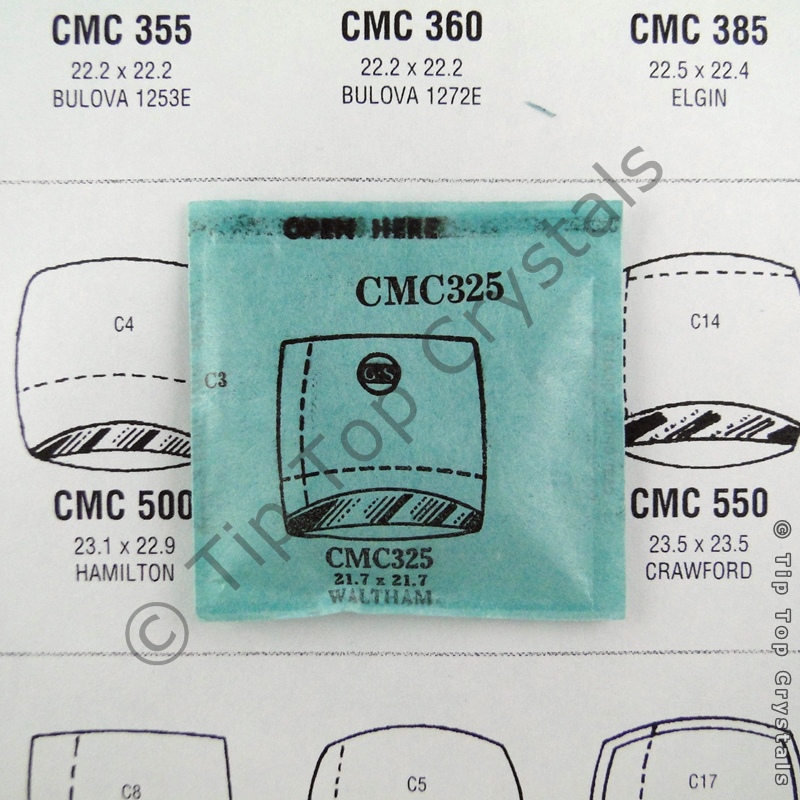 CMC 355
22.2 x 22.2
BULOVA 1253E
CMC 360
22.2 x 22.2
BULOVA 1272E
CMC 385
22.5 x 22.4
ELGIN
OPEN HERE
CMC325
G-S
C3
CMC325
21.7 x 21.7
WALTHAM
C4
CMC 500
23.1 x 22.9
HAMILTON
C14
CMC 550
23.5 x 23.5
CRAWFORD
C8
C5
C17
© Tip Top Crystals
© Tip Top Crystals